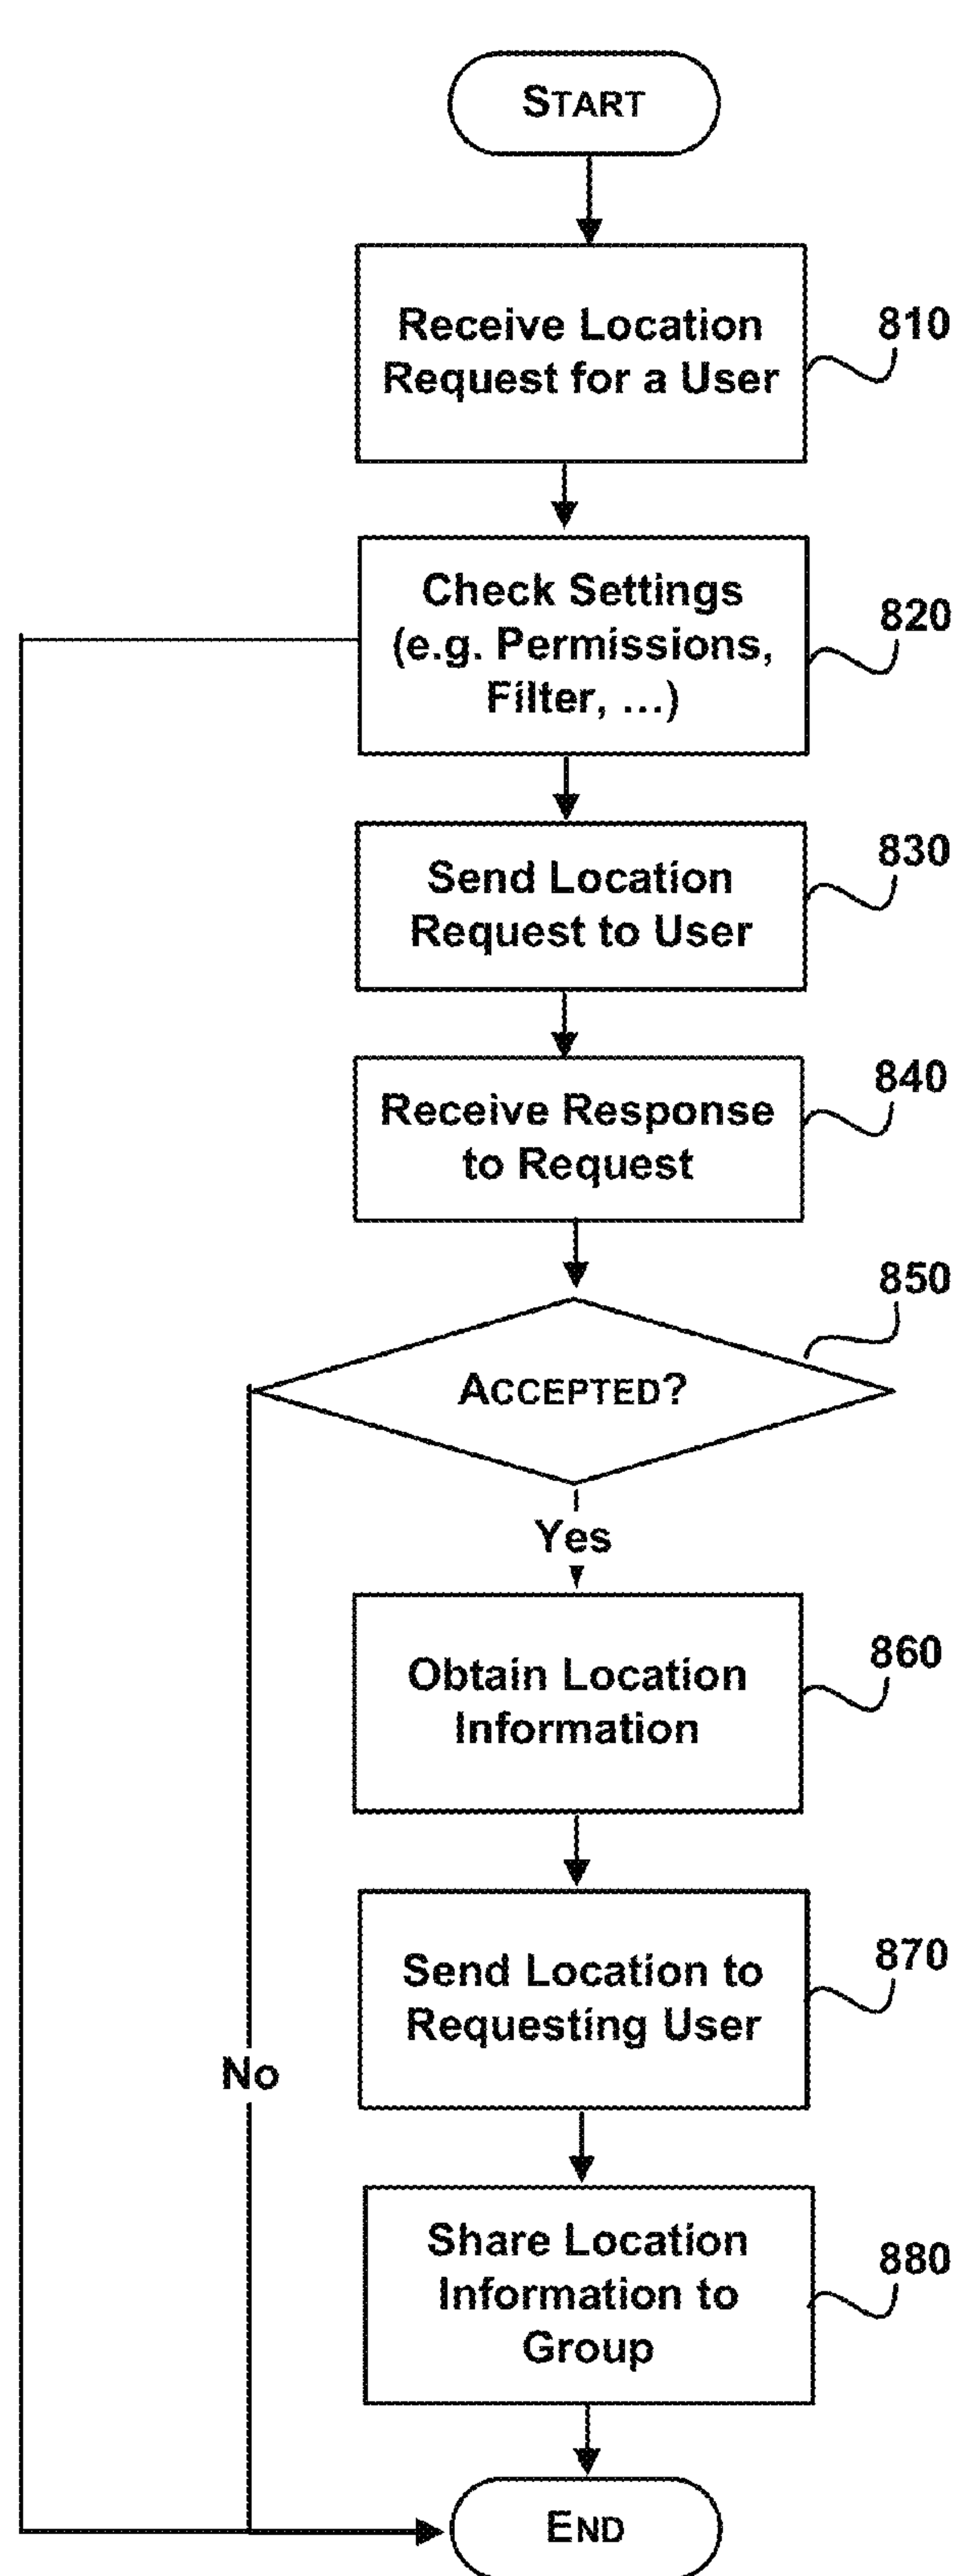 START
Receive Location
Request for a User
810
Check Settings
(e.g. Permissions,
Filter, ...)
820
Send Location
Request to User
830
Receive Response
to Request
840
850
ACCEPTED?
Yes
Obtain Location
Information
860
Send Location to
Requesting User
870
No
Share Location
Information to
Group
880
END